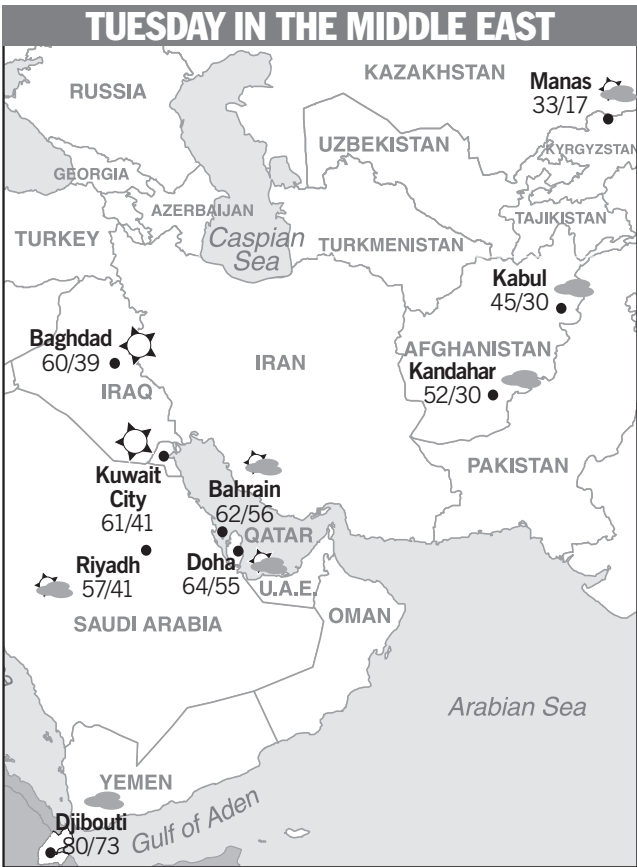 TUESDAY IN THE MIDDLE EAST
KAZAKHSTAN
Manas
33/17
RUSSIA
UZBEKISTAN
KYRGYZSTAN
GEORGIA
AZERBAIJAN
TAJIKISTAN
TURKEY
Caspian
Sea
TURKMENISTAN
Kabul
45/30
Baghdad
60/39
IRAN
AFGHANISTAN
Kandahar
52/30
IRAQ
PAKISTAN
Kuwait
City
61/41
Bahrain
62/56
QATAR
Riyadh
57/41
Doha
64/55
U.A.E.
OMAN
SAUDI ARABIA
Arabian Sea
YEMEN
Djibouti
80/73
Gulf of Aden